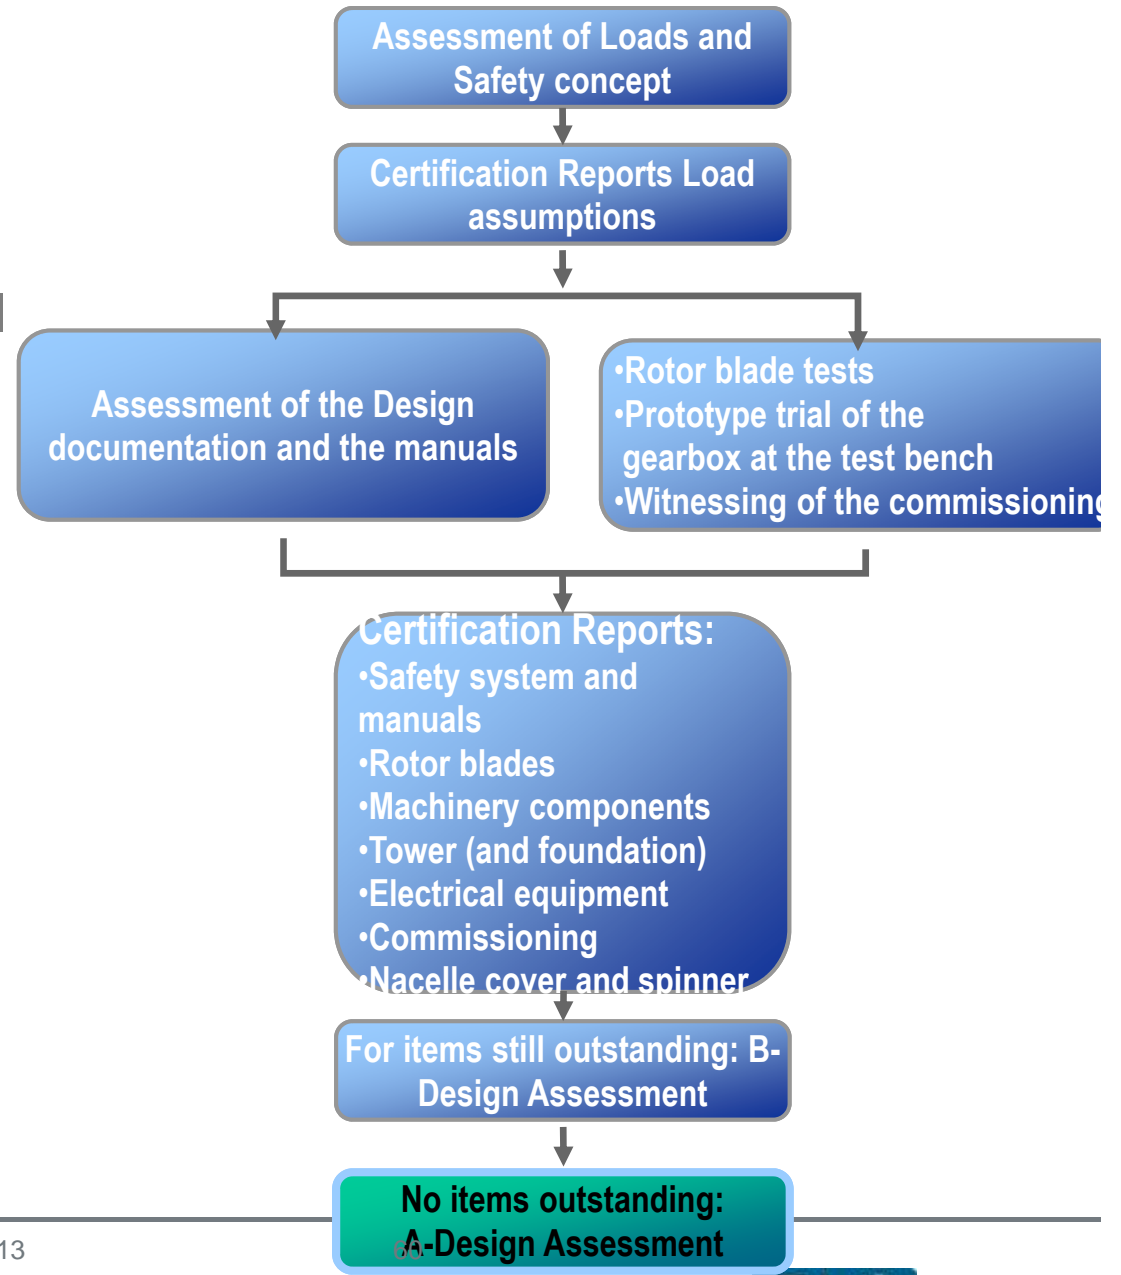 Assessment of Loads and
Safety concept
Certification Reports Load
assumptions
Assessment of the Design
documentation and the manuals
•Rotor blade tests
•Prototype trial of the
gearbox at the test bench
•Witnessing of the commissioning
Certification Reports:
•Safety system and
manuals
•Rotor blades
•Machinery components
•Tower (and foundation)
•Electrical equipment
•Commissioning
•Nacelle cover and spinner
For items still outstanding: B-
Design Assessment
No items outstanding:
A-Design Assessment
13
60